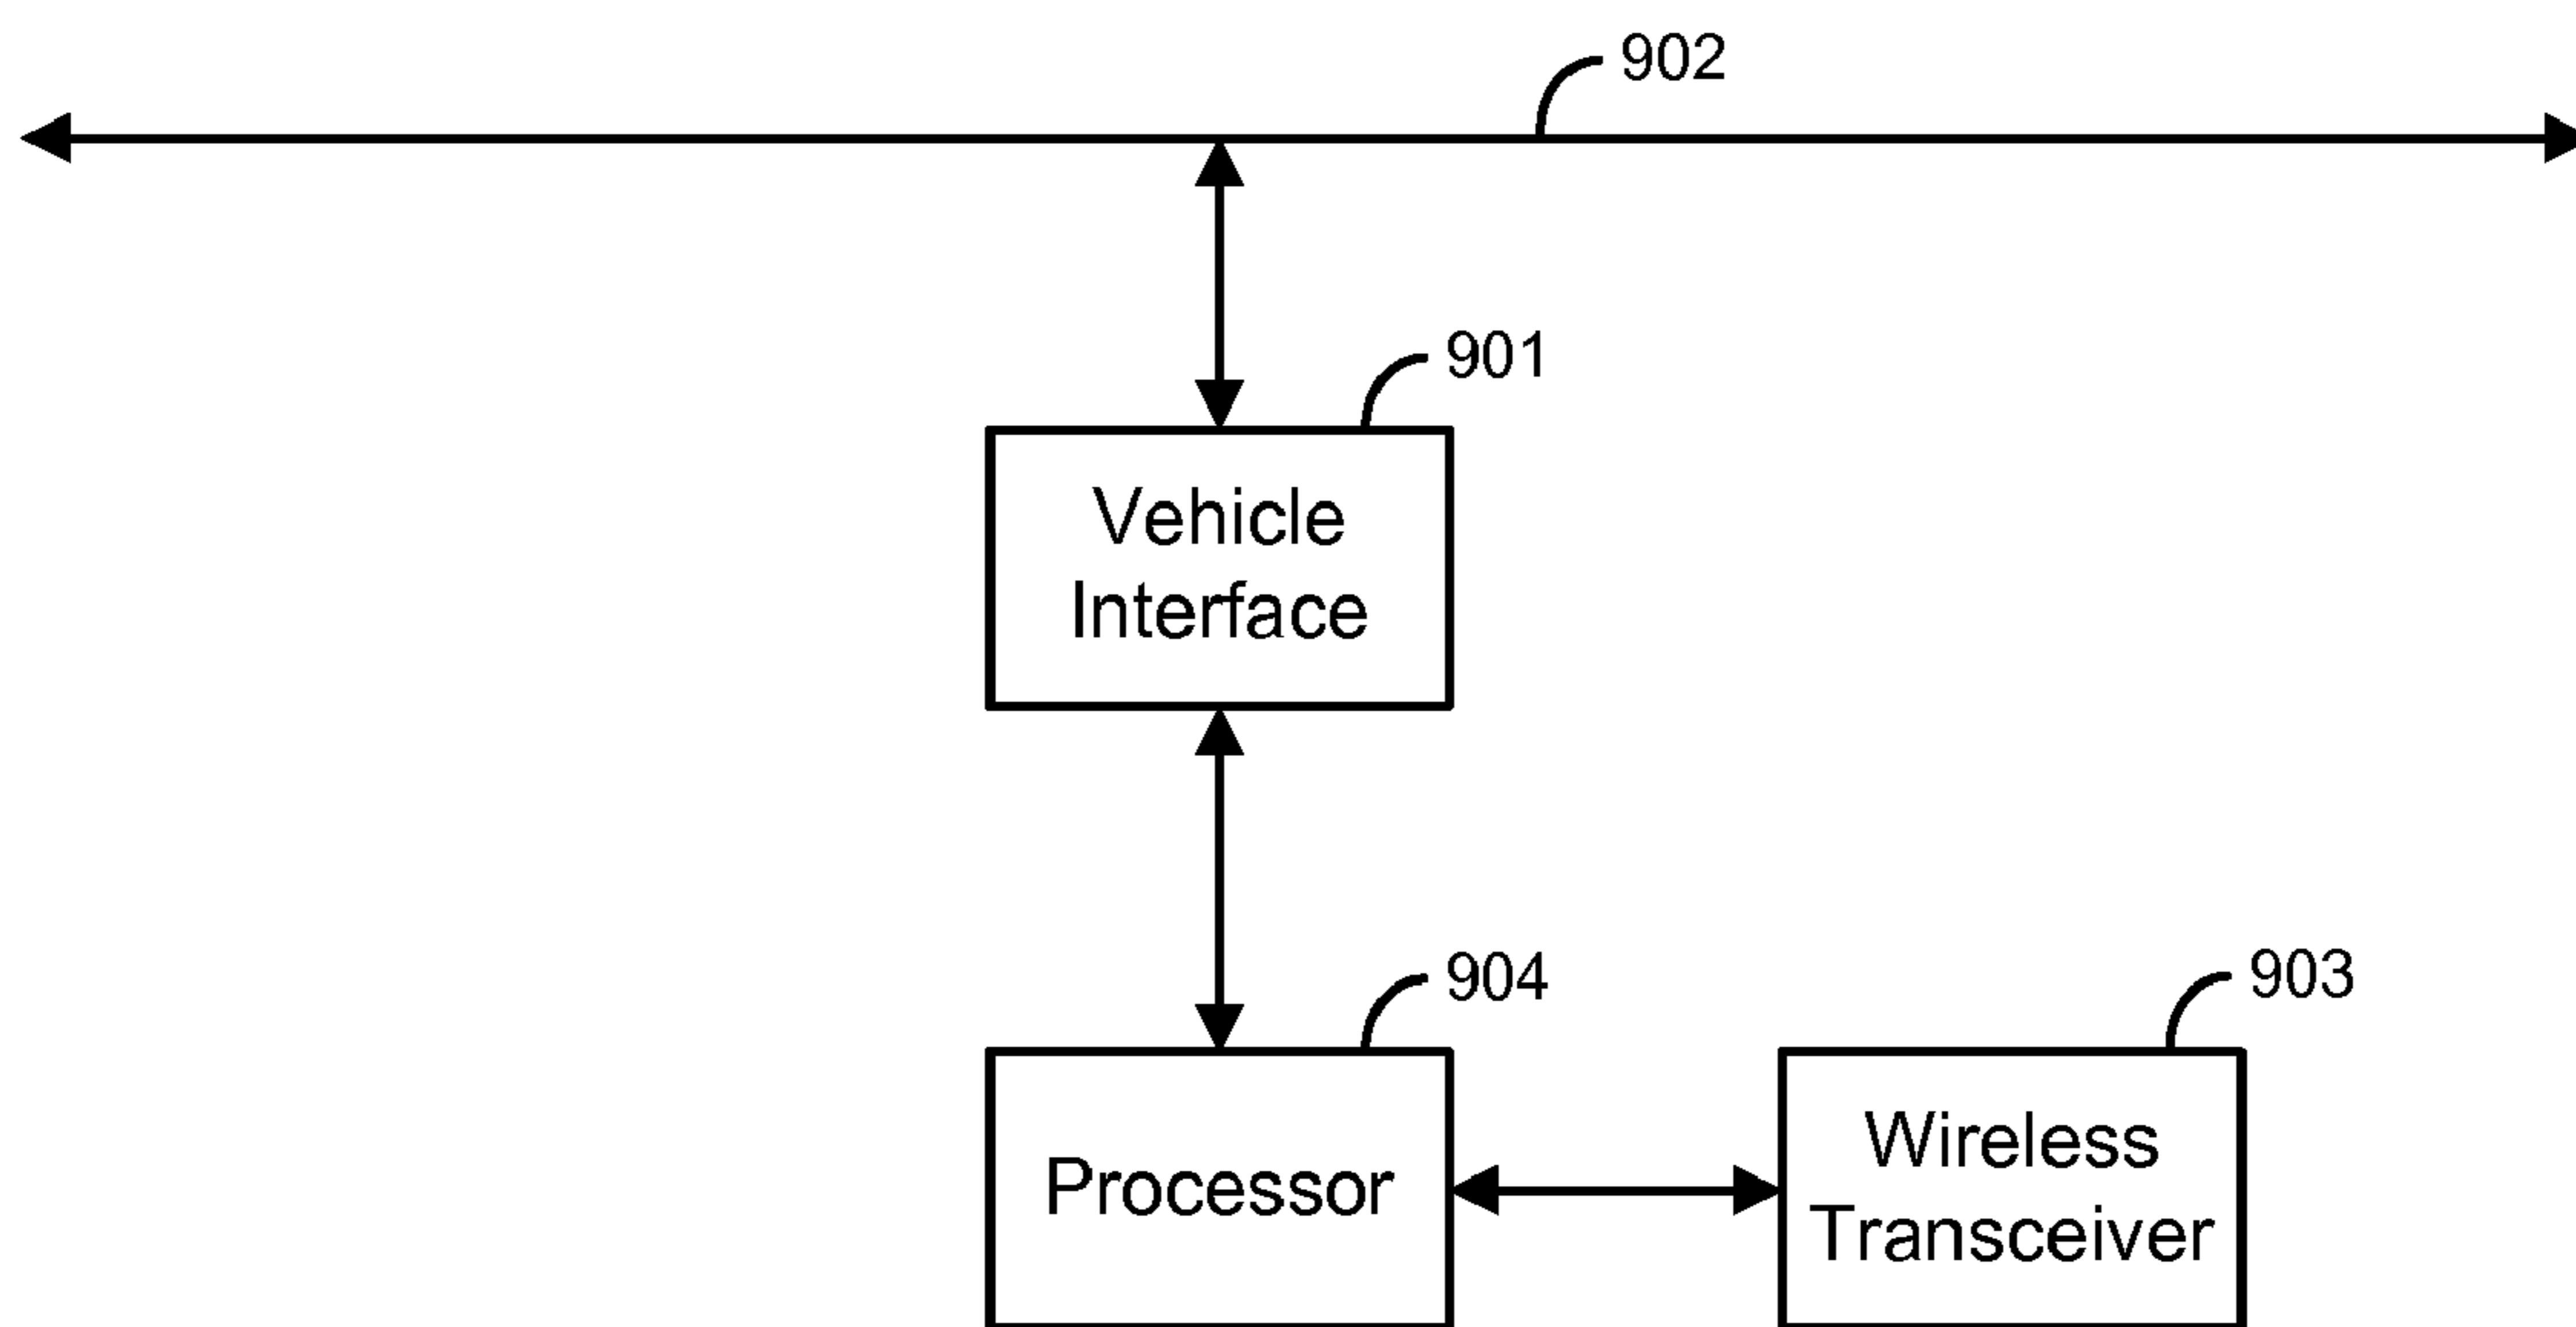 902
901
Vehicle
Interface
904
903
Processor
Wireless
Transceiver